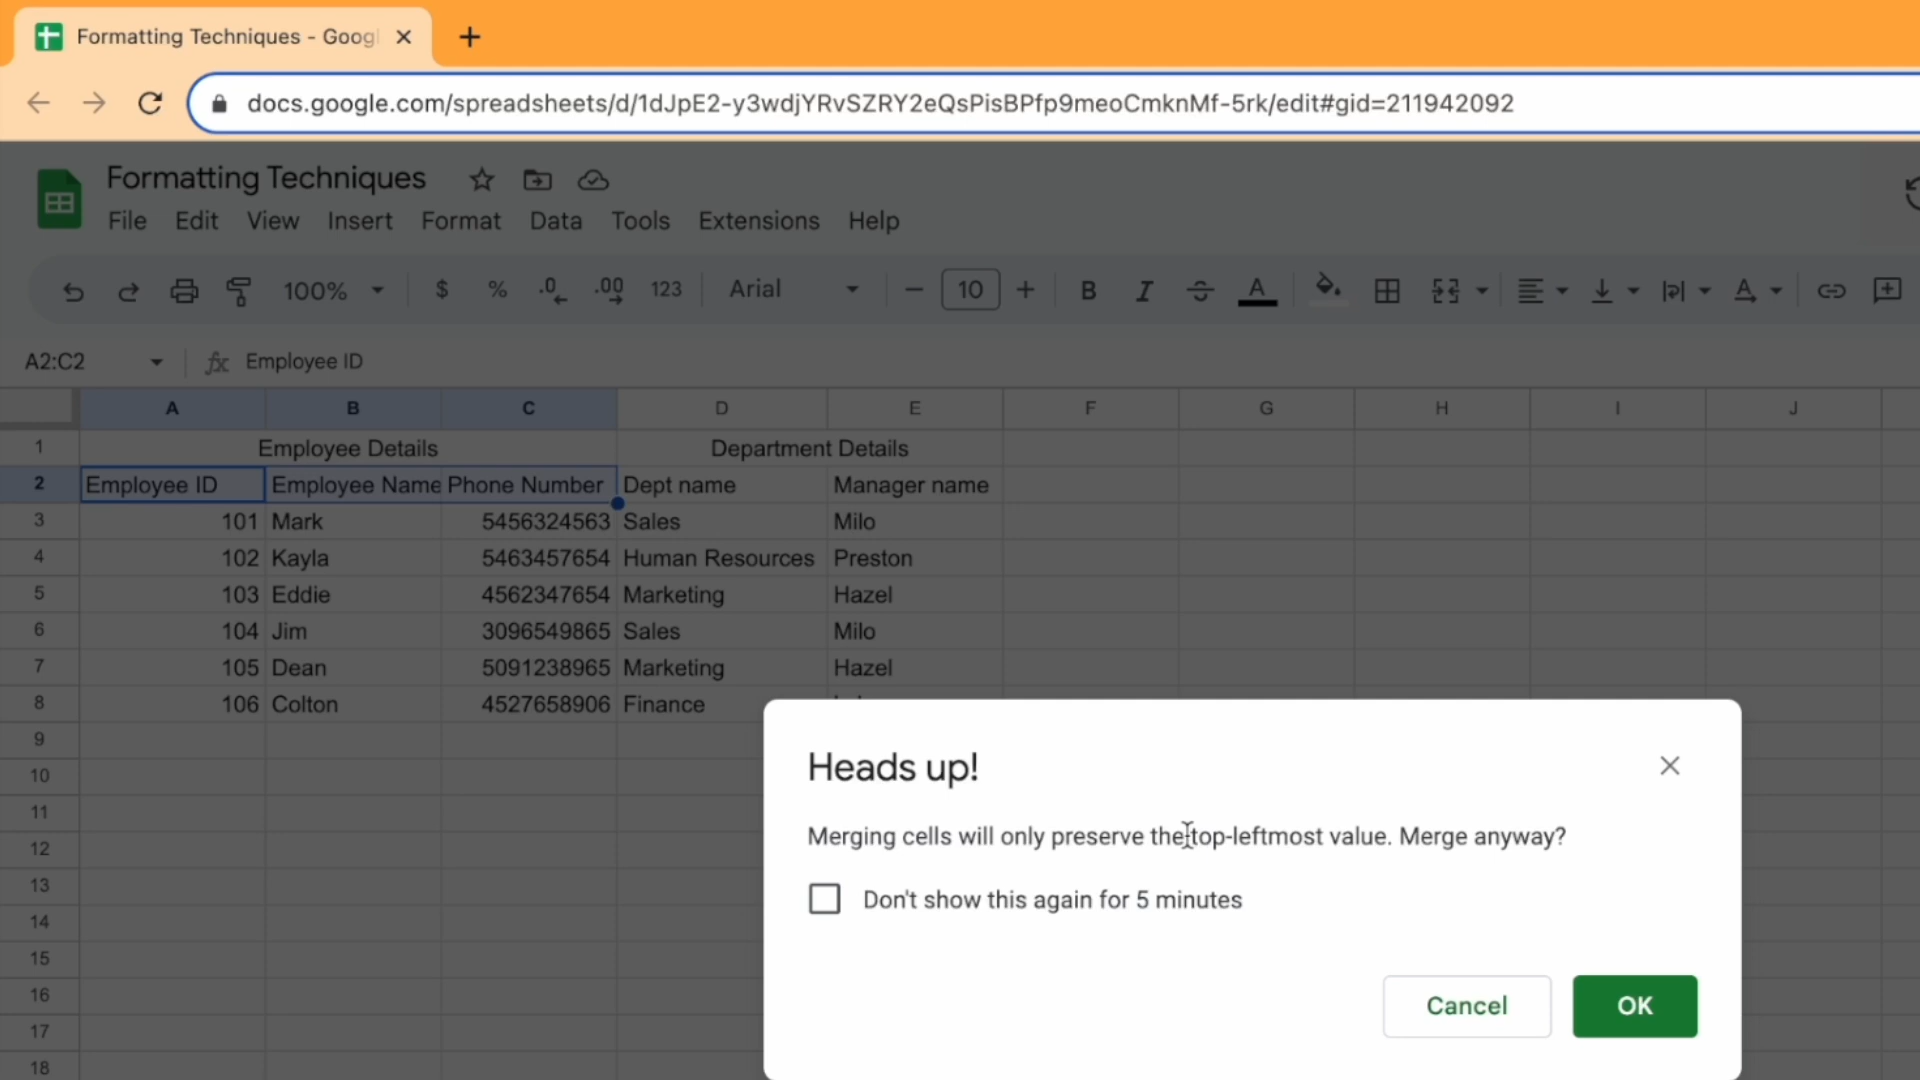 Formatting Techniques - Goog
docs.google.com/spreadsheets/d/1dJpE2-y3wdjYRvSZRY2eQsPisBPfp9meoCmknMf-5rk/edit#gid=211942092
Formatting Techniques
File Edit View Insert Format Data Tools Extensions Help
100% $ % .0 .00 123 Arial 10 B I S A A
A2:C2 fx Employee ID
A B C D E F G H I J
1 Employee Details Department Details
2 Employee ID Employee Name Phone Number Dept name Manager name
3 101 Mark 5456324563 Sales Milo
4 102 Kayla 5463457654 Human Resources Preston
5 103 Eddie 4562347654 Marketing Hazel
6 104 Jim 3096549865 Sales Milo
7 105 Dean 5091238965 Marketing Hazel
8 106 Colton 4527658906 Finance
9
10
11
12
13
14
15
16
17
18
Heads up!
Merging cells will only preserve the top-leftmost value. Merge anyway?
Don't show this again for 5 minutes
Cancel OK